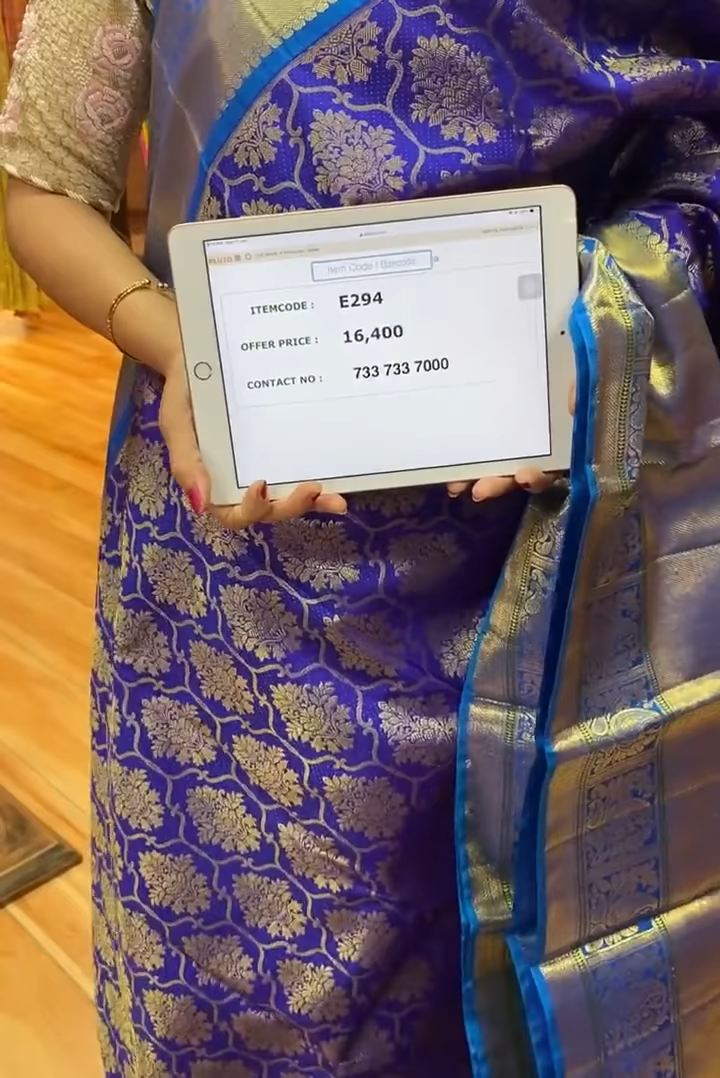 Item Code / Barcode
ITEMCODE : E294
OFFER PRICE : 16,400
CONTACT NO : 733 733 7000